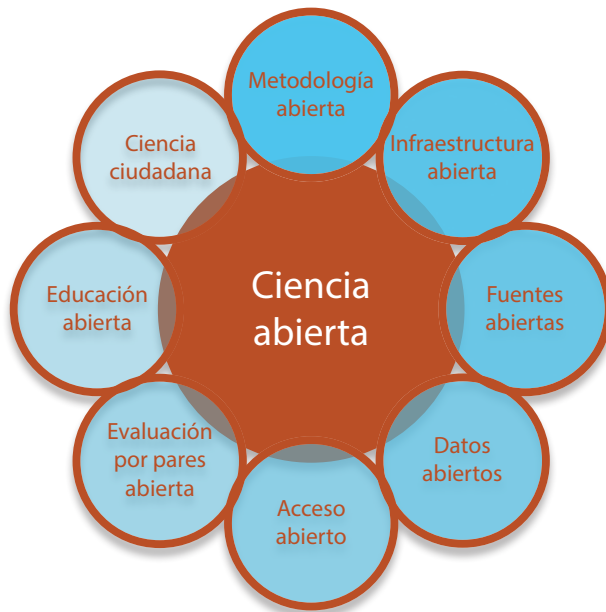 Metodología
abierta
Infraestructura
abierta
Fuentes
abiertas
Datos
abiertos
Acceso
abierto
Evaluación
por pares
abierta
Educación
abierta
Ciencia
ciudadana
Ciencia
abierta